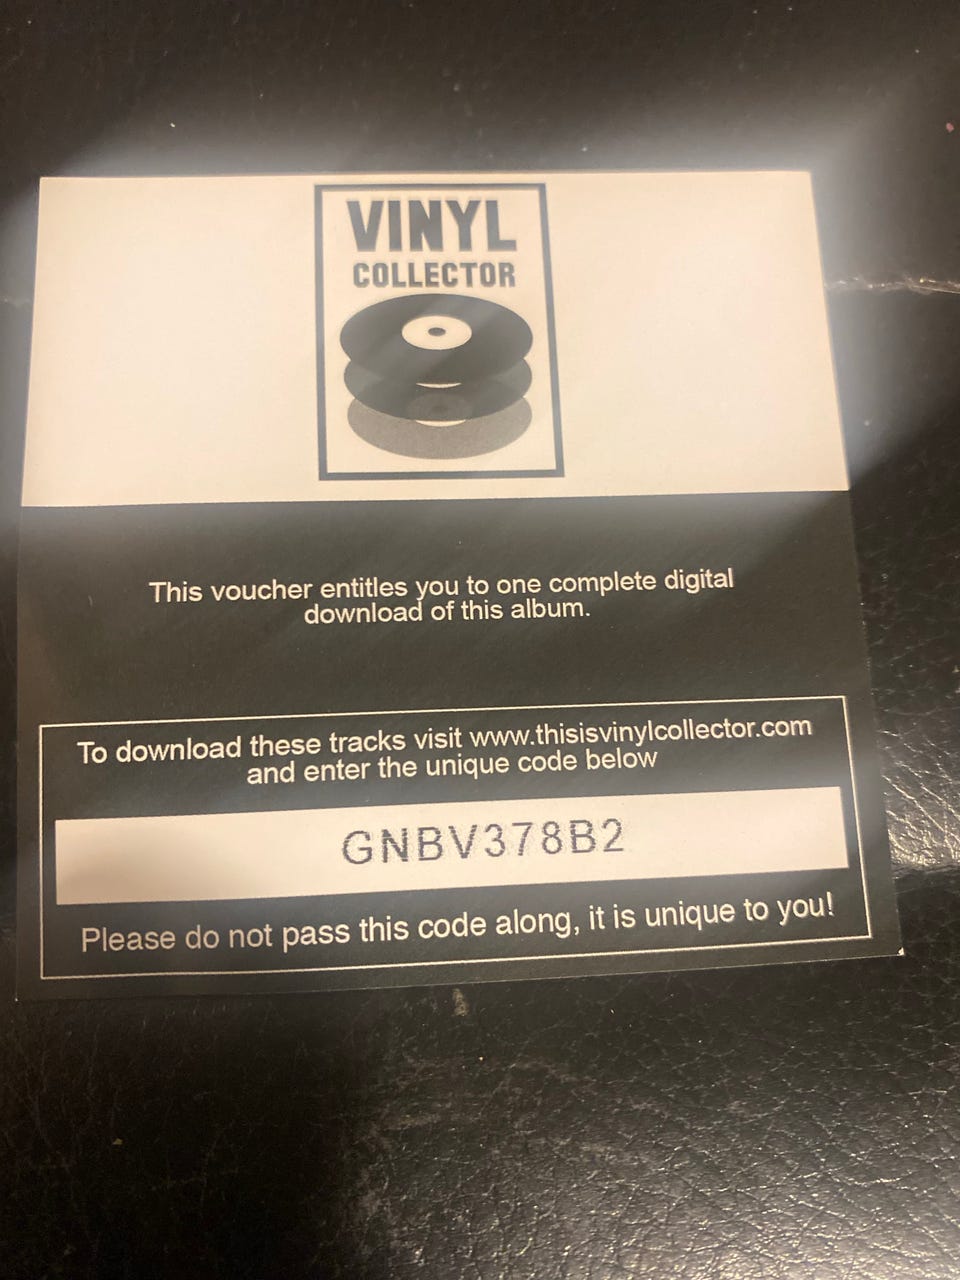 VINYL
COLLECTOR
This voucher entitles you to one complete digital
download of this album.
To download these tracks visit www.thisisvinylcollector.com
and enter the unique code below
GNBV378B2
Please do not pass this code along, it is unique to you!